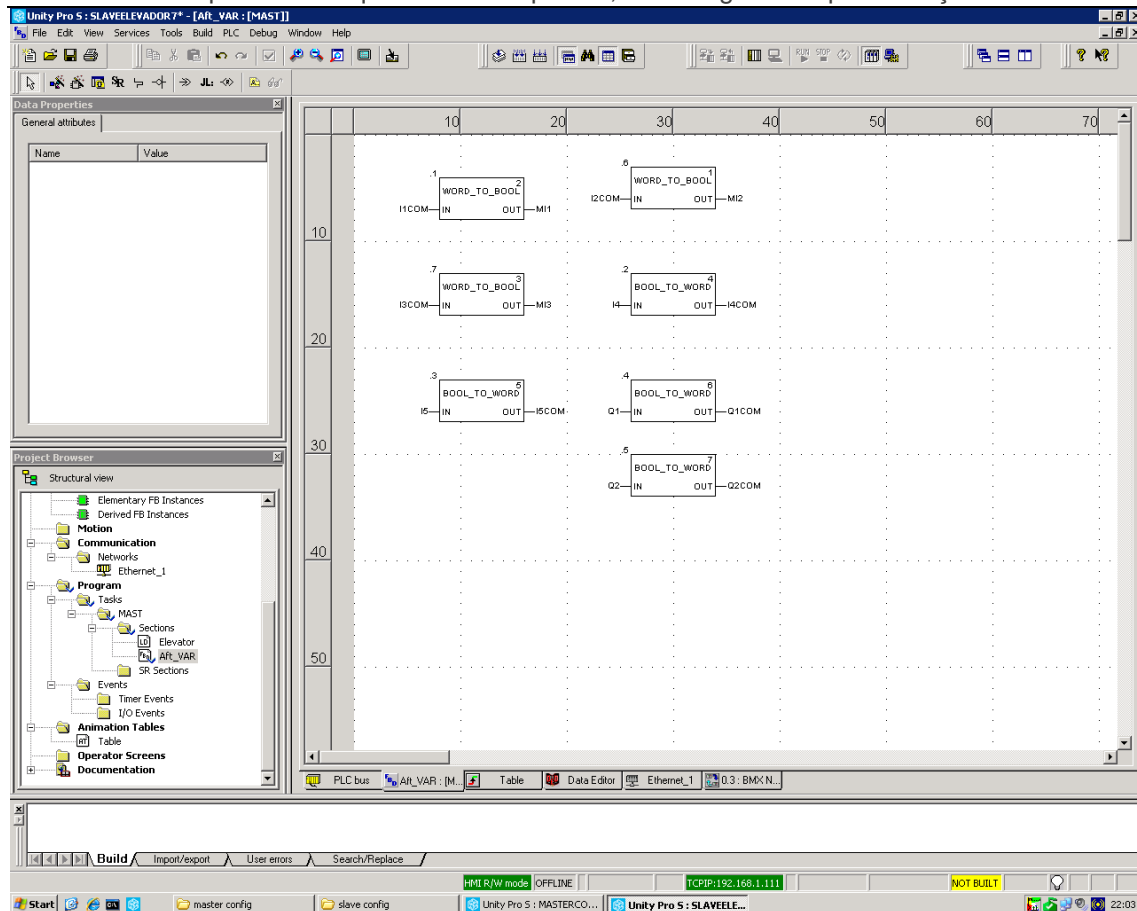 Unity Pro S : SLAVEELEVADOR7* - [Aft_VAR : [MAST]]
File Edit View Services Tools Build PLC Debug Window Help
Data Properties
General attributes
Name Value
Project Browser
Structural view
Elementary FB Instances
Derived FB Instances
Motion
Communication
Networks
Ethernet_1
Program
Tasks
MAST
Sections
LD Elevator
Aft_VAR
SR Sections
Events
Timer Events
I/O Events
Animation Tables
Table
Operator Screens
Documentation
10 20 30 40 50 60 70
10
20
30
40
50
.1
2
WORD_TO_BOOL
I1COM IN OUT MI1
.6
1
WORD_TO_BOOL
I2COM IN OUT MI2
.7
3
WORD_TO_BOOL
I3COM IN OUT MI3
.2
4
BOOL_TO_WORD
I4 IN OUT I4COM
.3
5
BOOL_TO_WORD
I5 IN OUT I5COM
.4
6
BOOL_TO_WORD
Q1 IN OUT Q1COM
.5
7
BOOL_TO_WORD
Q2 IN OUT Q2COM
PLC bus Aft_VAR : [M... Table Data Editor Ethernet_1 0.3 : BMX N...
Build Import/export User errors Search/Replace
HMI R/W mode OFFLINE TCPIP:192.168.1.111 NOT BUILT
Start master config slave config Unity Pro S : MASTERCO... Unity Pro S : SLAVEELE... 22:03